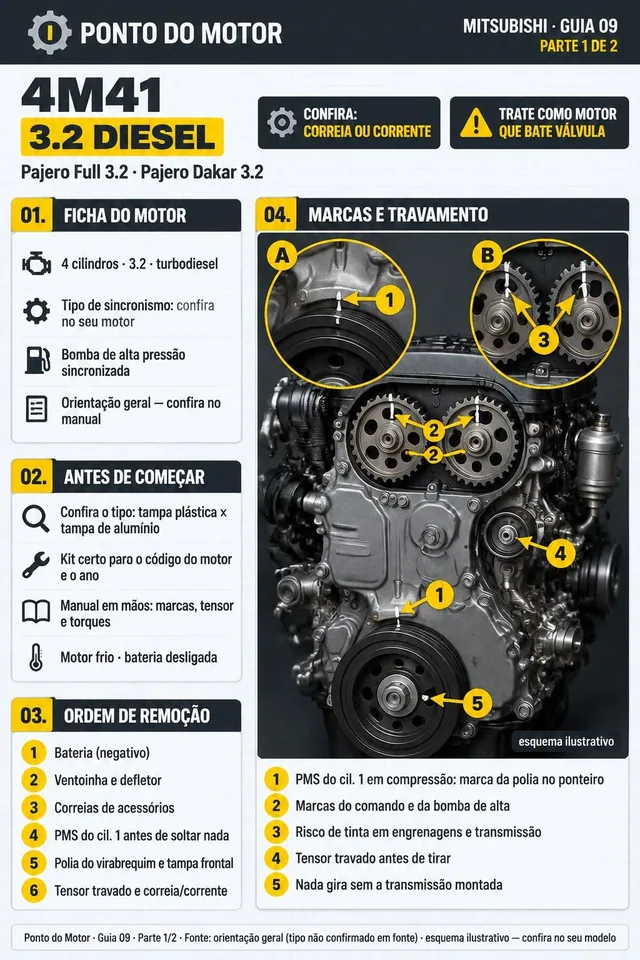 PONTO DO MOTOR
MITSUBISHI · GUIA 09
PARTE 1 DE 2
4M41
3.2 DIESEL
Pajero Full 3.2 · Pajero Dakar 3.2
CONFIRA:
CORREIA OU CORRENTE
TRATE COMO MOTOR
QUE BATE VÁLVULA
01. FICHA DO MOTOR
4 cilindros · 3.2 · turbodiesel
Tipo de sincronismo: confira
no seu motor
Bomba de alta pressão
sincronizada
Orientação geral — confira no
manual
02. ANTES DE COMEÇAR
Confira o tipo: tampa plástica ×
tampa de alumínio
Kit certo paro o código do motor
e o ano
Manual em mãos: marcas, tensor
e torques
Motor frio · bateria desligada
03. ORDEM DE REMOÇÃO
1 Bateria (negativo)
2 Ventoinha e defletor
3 Correias de acessórios
4 PMS do cil. 1 antes de soltar nada
5 Polia do virabrequim e tampa frontal
6 Tensor travado e correia/corrente
04. MARCAS E TRAVAMENTO
A
B
1
3
2
2
4
1
5
esquema ilustrativo
1 PMS do cil. 1 em compressão: marca da polia no ponteiro
2 Marcas do comando e da bomba de alta
3 Risco de tinta em engrenagens e transmissão
4 Tensor travado antes de tirar
5 Nada gira sem a transmissão montada
Ponto do Motor · Guia 09 · Parte 1/2 · Fonte: orientação geral (tipo não confirmado em fonte) · esquema ilustrativo — confira no seu modelo